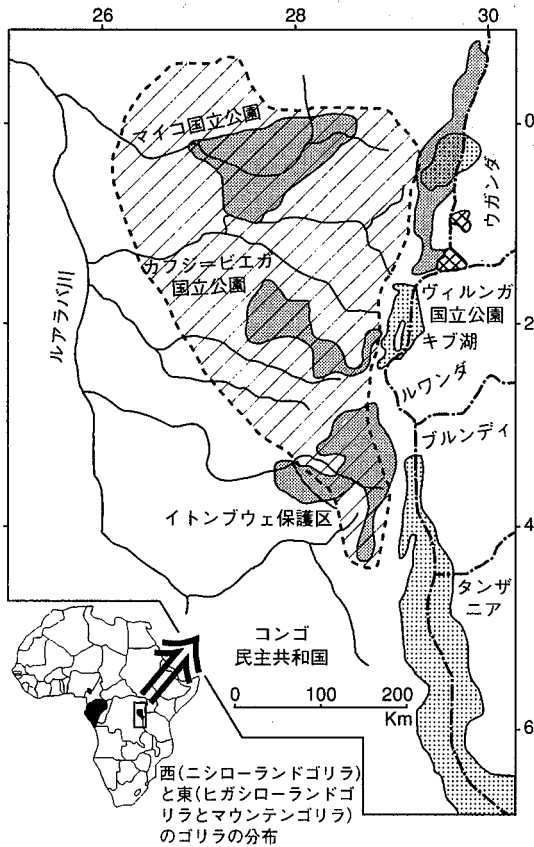 26
28
30
マイコ国立公園
0
ウガンダ
カフジービエガ
国立公園
ルアラバ川
ヴィルンガ
国立公園
2
キブ湖
ルワンダ
ブルンディ
イトンブウェ保護区
4
タンザ
ニア
コンゴ
民主共和国
0 100 200
Km
6
西(ニシローランドゴリラ)
と東(ヒガシローランドゴ
リラとマウンテンゴリラ)
のゴリラの分布